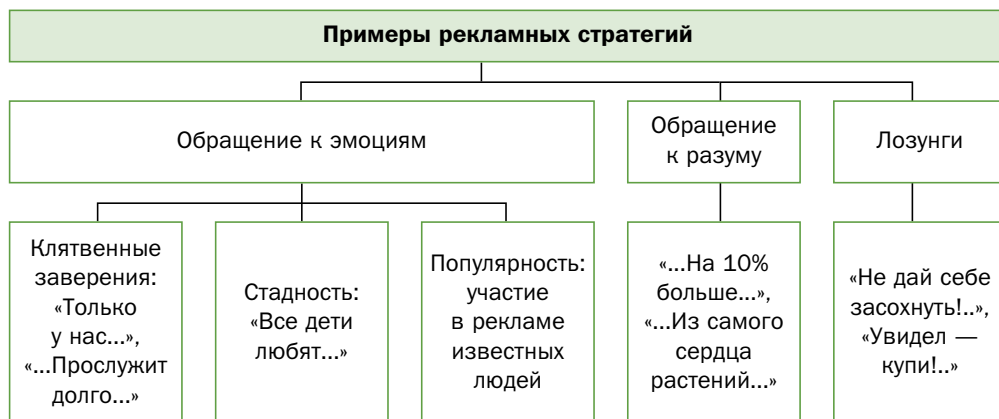 Примеры рекламных стратегий
Обращение к эмоциям
Обращение
к разуму
Лозунги
Клятвенные
заверения:
«Только
у нас...»,
«...Прослужит
долго...»
Стадность:
«Все дети
любят...»
Популярность:
участие
в рекламе
известных
людей
«...На 10%
больше...»,
«...Из самого
сердца
растений...»
«Не дай себе
засохнуть!..»,
«Увидел —
купи!..»